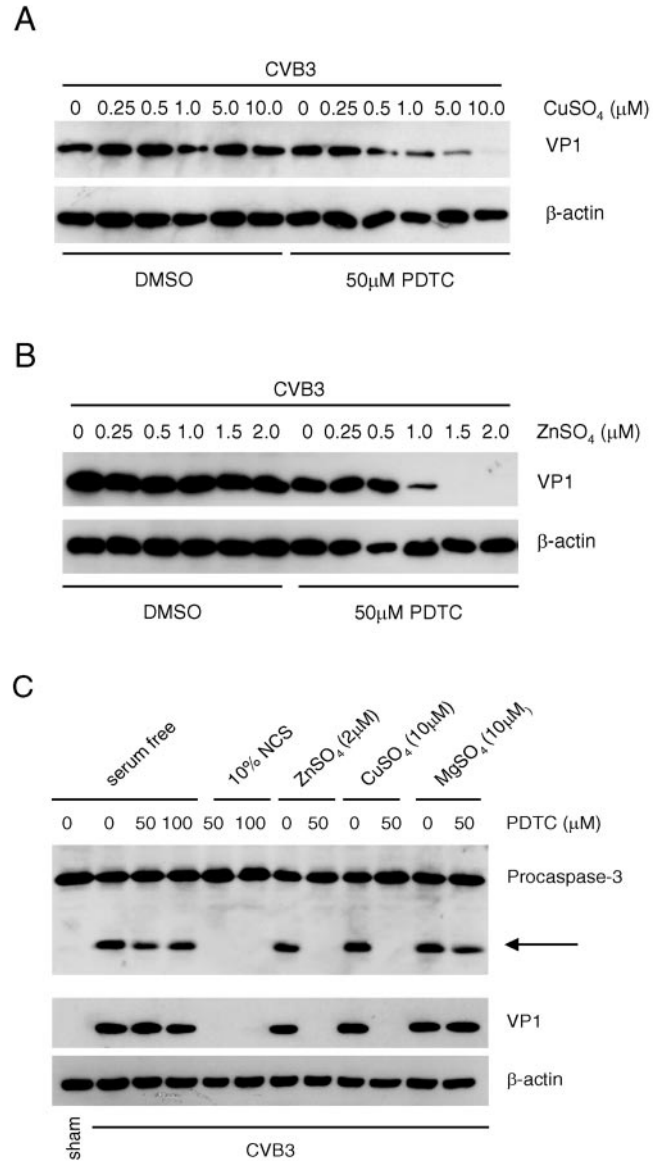 A
CVB3
0 0.25 0.5 1.0 5.0 10.0 0 0.25 0.5 1.0 5.0 10.0 CuSO4 (μM)
VP1
β-actin
DMSO 50μM PDTC
B
CVB3
0 0.25 0.5 1.0 1.5 2.0 0 0.25 0.5 1.0 1.5 2.0 ZnSO4 (μM)
VP1
β-actin
DMSO 50μM PDTC
C
serum free 10% NCS ZnSO4 (2μM) CuSO4 (10μM) MgSO4 (10μM)
0 0 50 100 50 100 0 50 0 50 0 50 PDTC (μM)
Procaspase-3
VP1
β-actin
sham CVB3